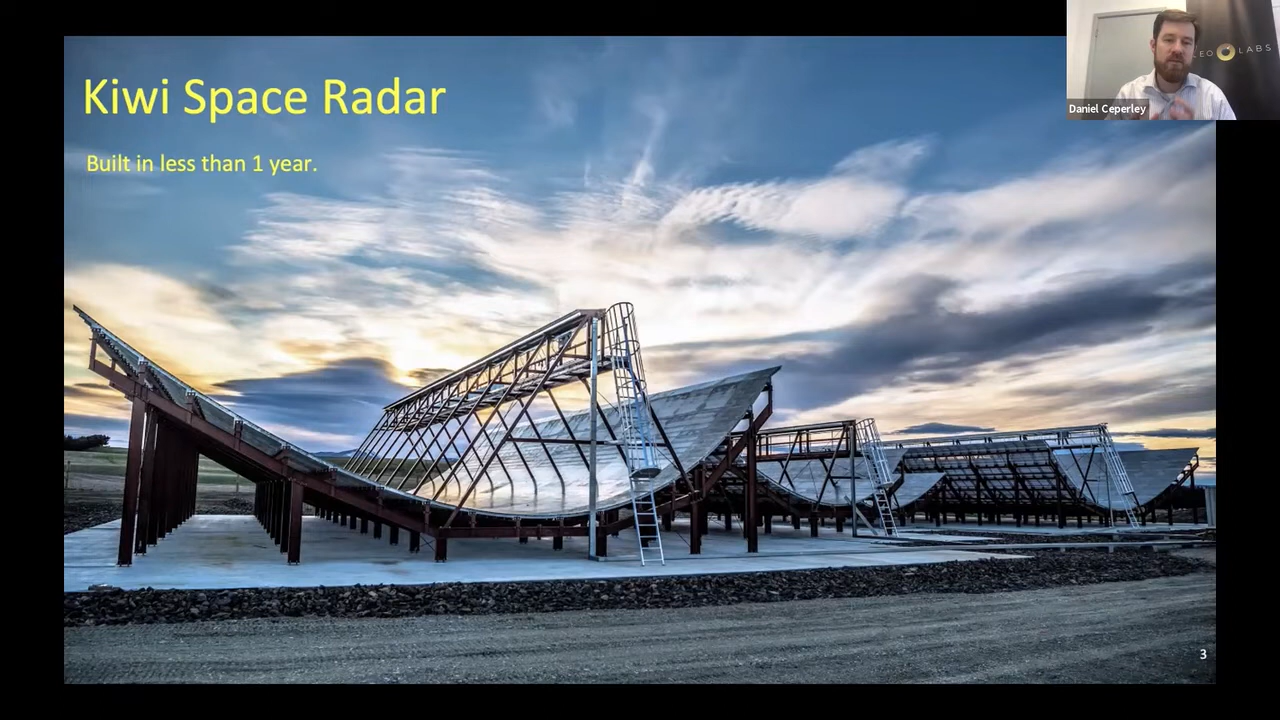 Kiwi Space Radar
Built in less than 1 year.
LEO LABS
Daniel Ceperley
3